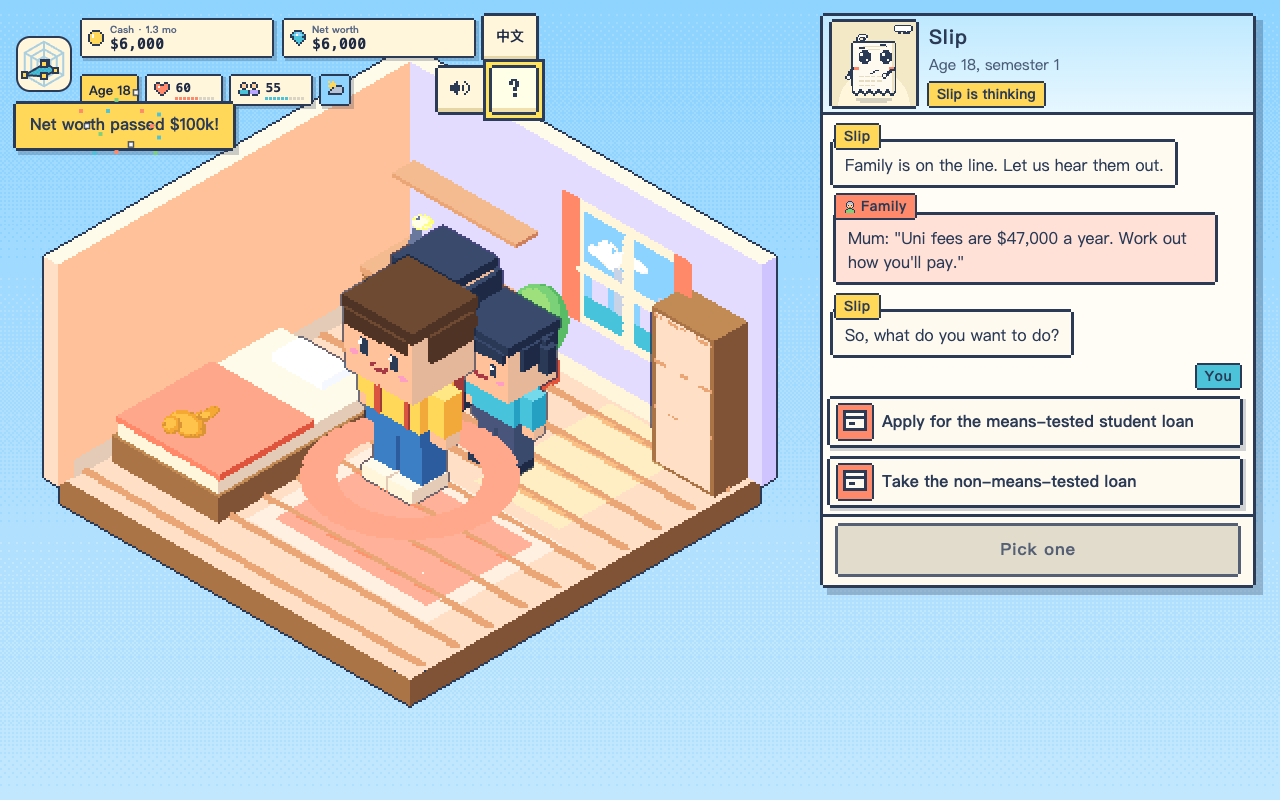 Cash · 1.3 mo
$6,000
Net worth
$6,000
中文
Age 18
60
55
?
Net worth passed $100k!
Slip
Age 18, semester 1
Slip is thinking
Slip
Family is on the line. Let us hear them out.
Family
Mum: "Uni fees are $47,000 a year. Work out
how you'll pay."
Slip
So, what do you want to do?
You
Apply for the means-tested student loan
Take the non-means-tested loan
Pick one